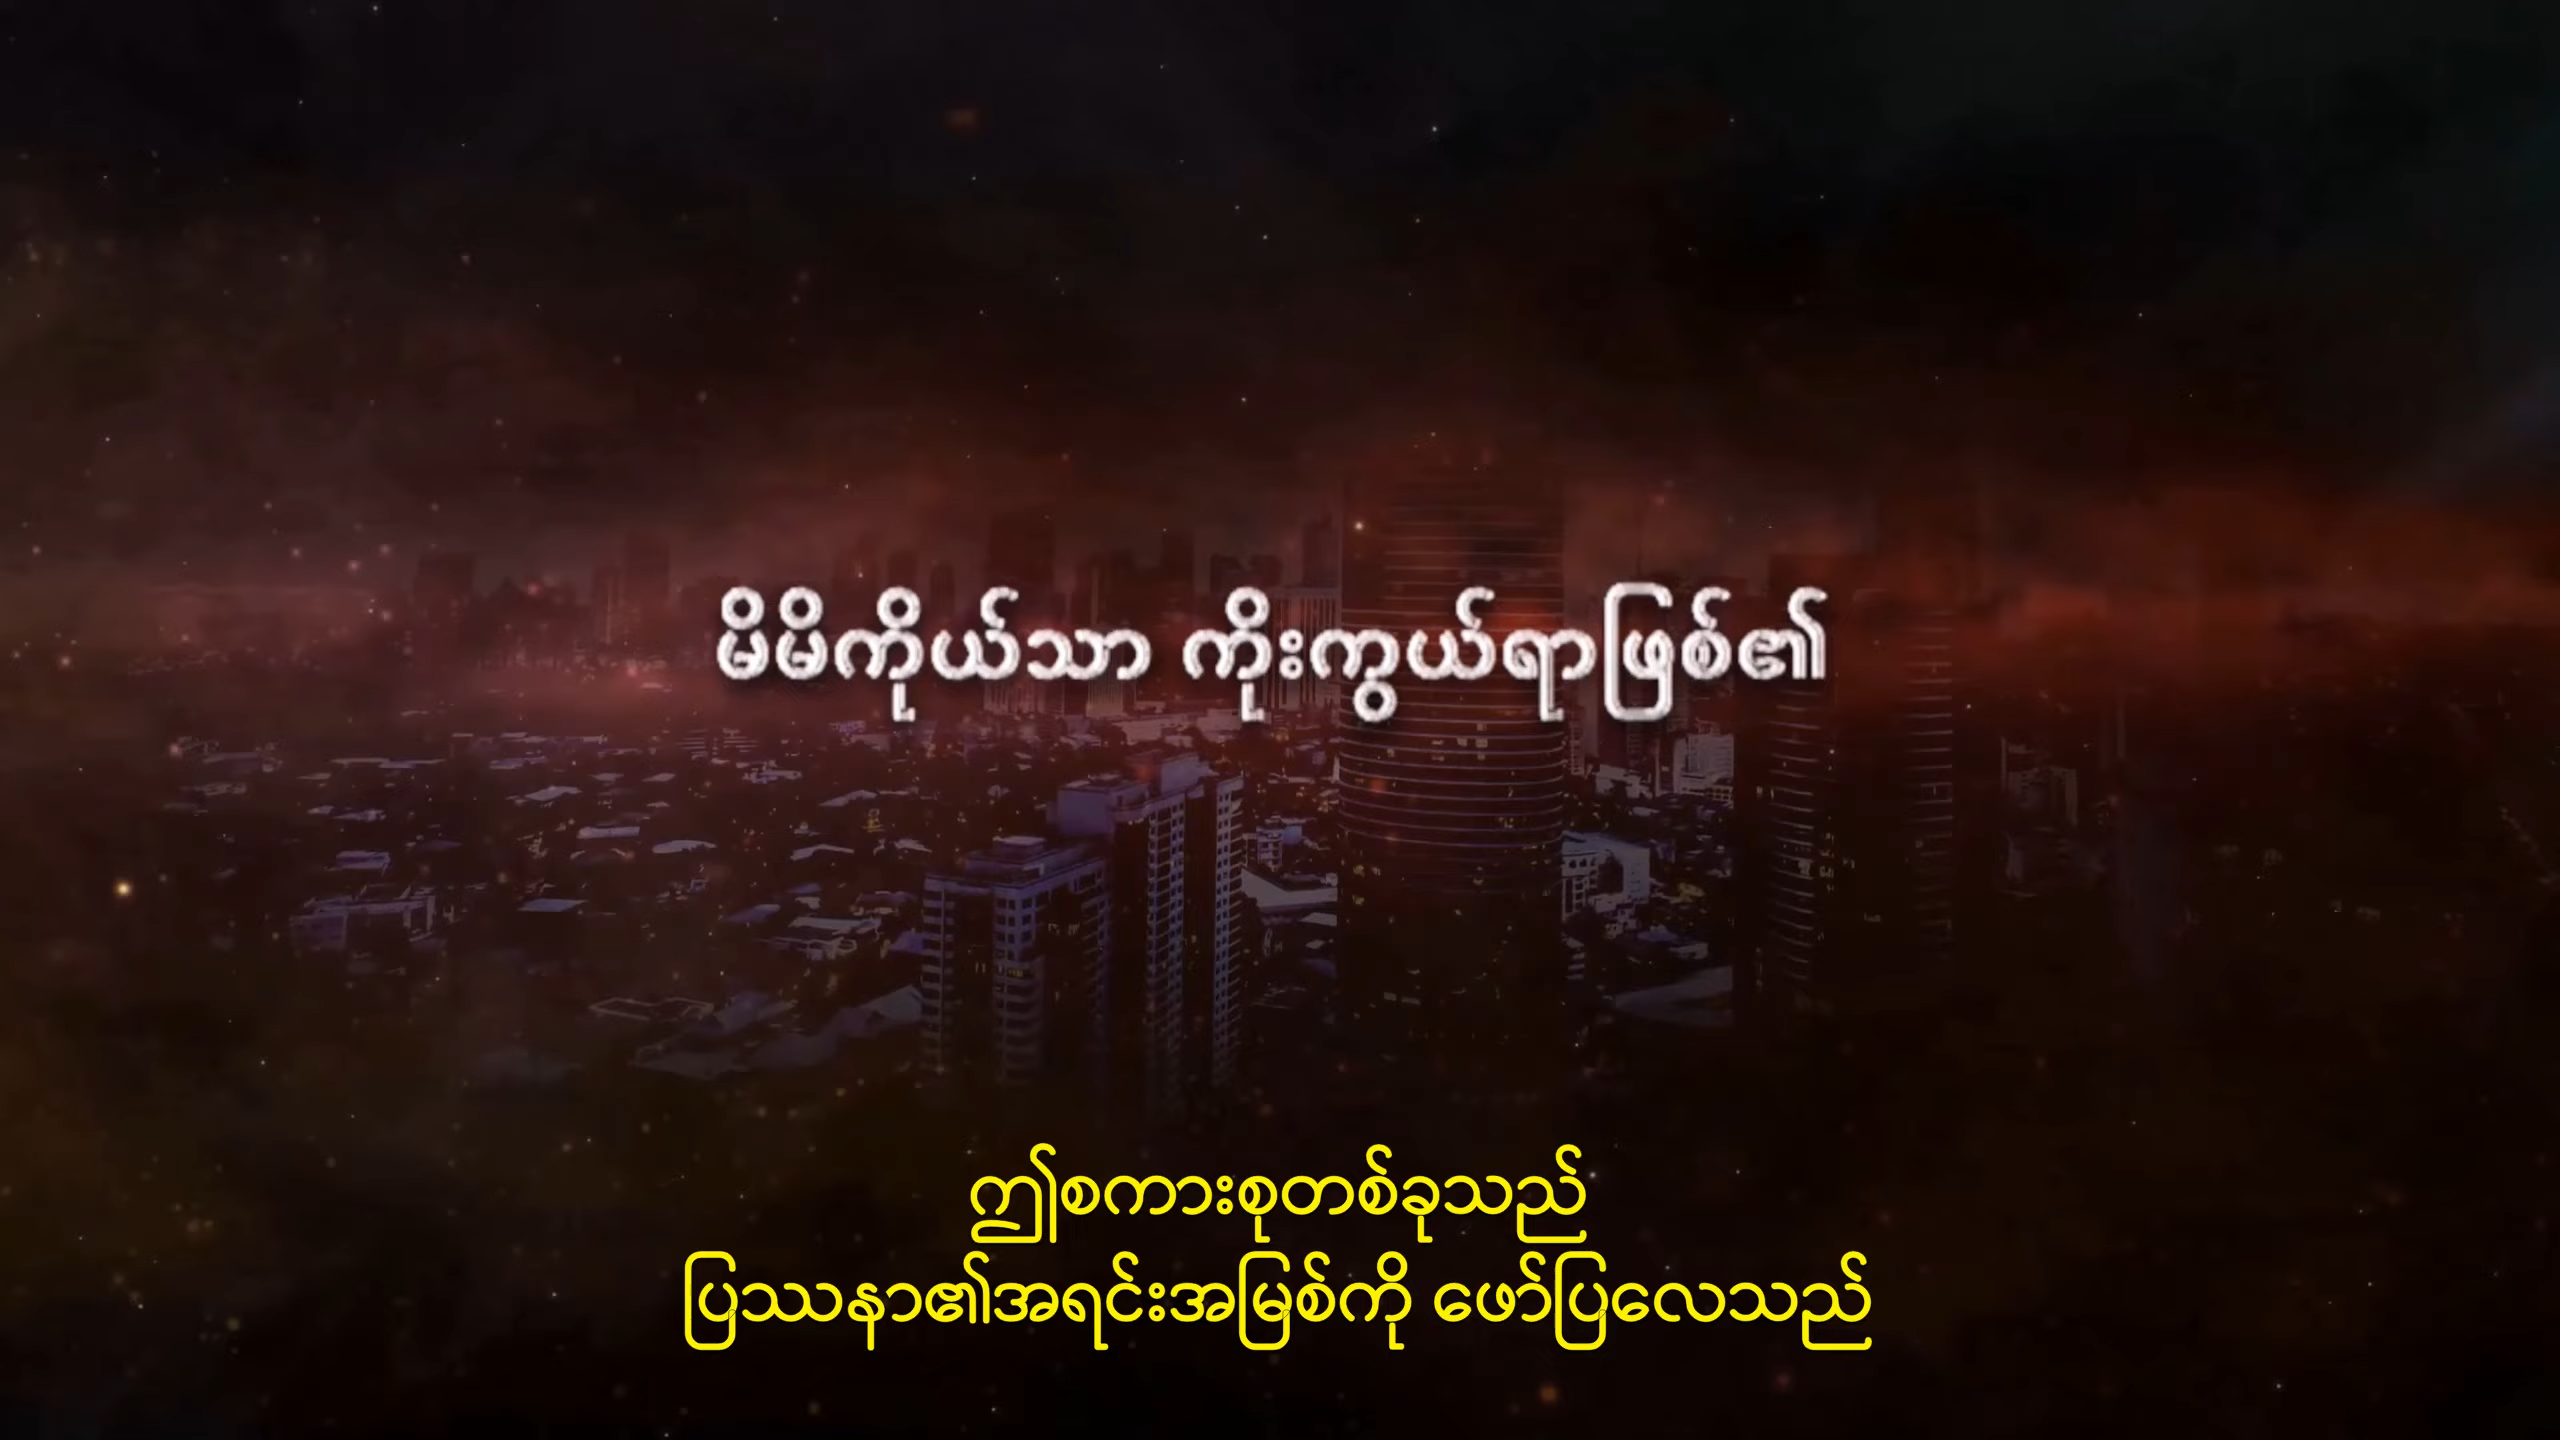 မိမိကိုယ်သာ ကိုးကွယ်ရာဖြစ်၏
ဤစကားစုတစ်ခုသည်
ပြဿနာ၏အရင်းအမြစ်ကို ဖော်ပြလေသည်